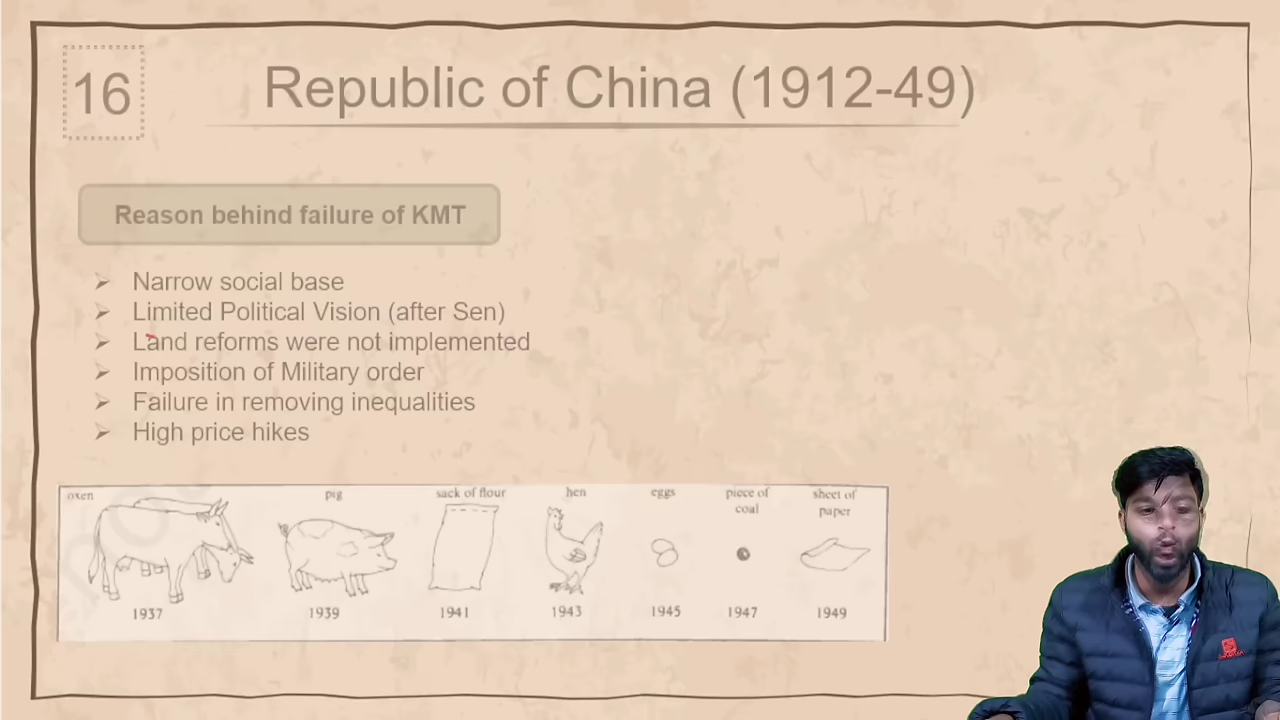 16
Republic of China (1912-49)
Reason behind failure of KMT
Narrow social base
Limited Political Vision (after Sen)
Land reforms were not implemented
Imposition of Military order
Failure in removing inequalities
High price hikes
oxen pig sack of flour hen eggs piece of coal sheet of paper
1937 1939 1941 1943 1945 1947 1949